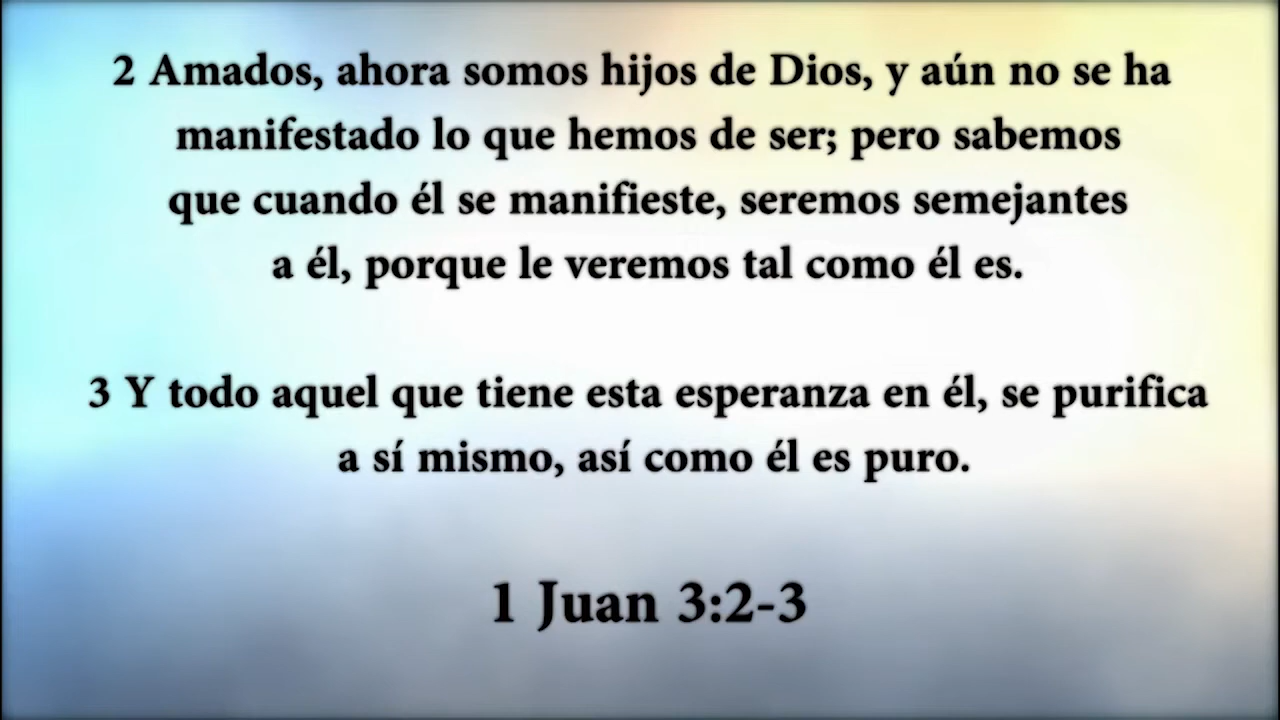 2 Amados, ahora somos hijos de Dios, y aún no se ha
manifestado lo que hemos de ser; pero sabemos
que cuando él se manifieste, seremos semejantes
a él, porque le veremos tal como él es.
3 Y todo aquel que tiene esta esperanza en él, se purifica
a sí mismo, así como él es puro.
1 Juan 3:2-3